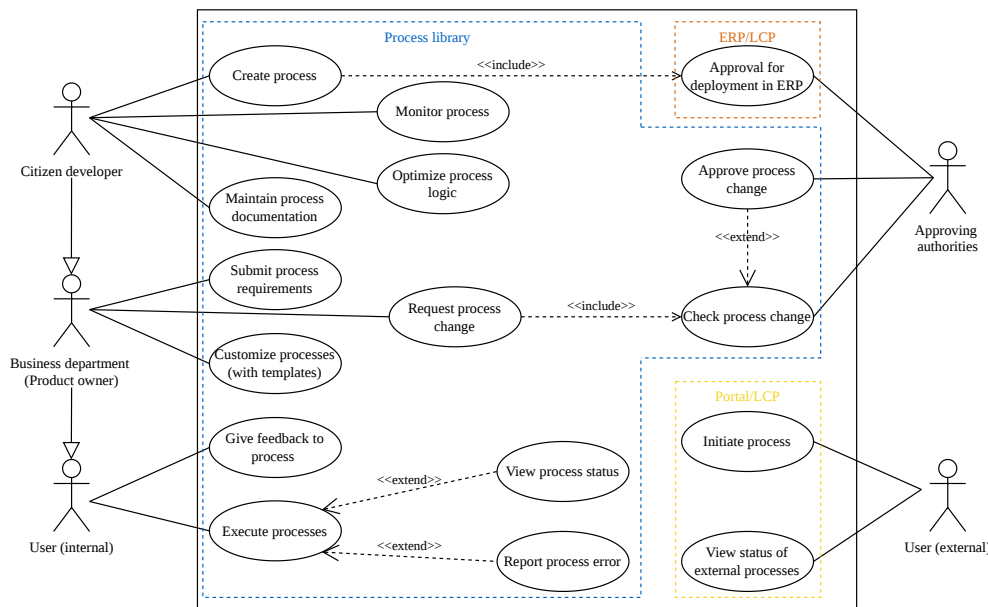 Process library
ERP/LCP
Create process
<<include>>
Approval for
deployment in ERP
Monitor process
Citizen developer
Optimize process
logic
Approve process
change
Maintain process
documentation
Approving
authorities
<<extend>>
Submit process
requirements
Request process
change
<<include>>
Check process change
Business department
(Product owner)
Customize processes
(with templates)
Portal/LCP
Give feedback to
process
Initiate process
View process status
<<extend>>
Execute processes
<<extend>>
Report process error
View status of
external processes
User (internal)
User (external)